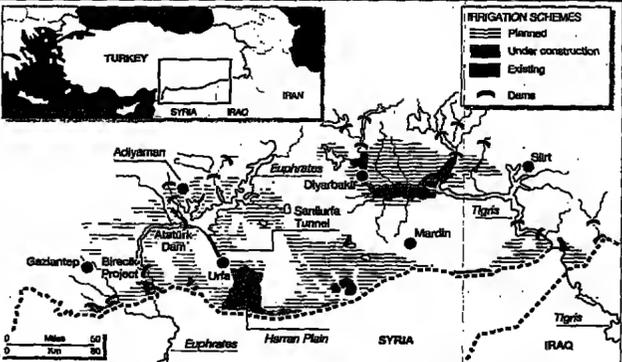 TURKEY
SYRIA
IRAQ
IRAN
IRRIGATION SCHEMES
Planned
Under construction
Existing
Dams
Adiyaman
Euphrates
Diyarbakir
Siirt
Sanliurfa
Tunnel
Tigris
Atatürk
Dam
Mardin
Gaziantep
Birecik
Project
Urfa
0 Miles 50
0 Km 80
Euphrates
Harran Plain
SYRIA
IRAQ
Tigris